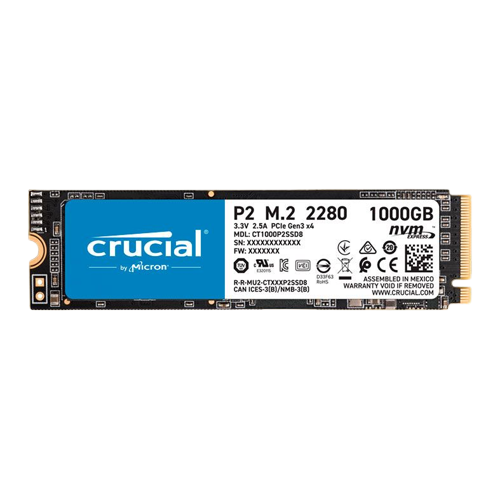 crucial
by Micron
P2 M.2 2280 1000GB
3.3V 2.5A PCIe Gen3 x4
MDL: CT1000P2SSD8
SN: XXXXXXXXXXXX
FW: XXXXXXX
nvm
EXPRESS
E320115
D33F63
RoHS
R-R-MU2-CTXXXP2SSD8
CAN ICES-3(B)/NMB-3(B)
ASSEMBLED IN MEXICO
WARRANTY VOID IF REMOVED
WWW.CRUCIAL.COM